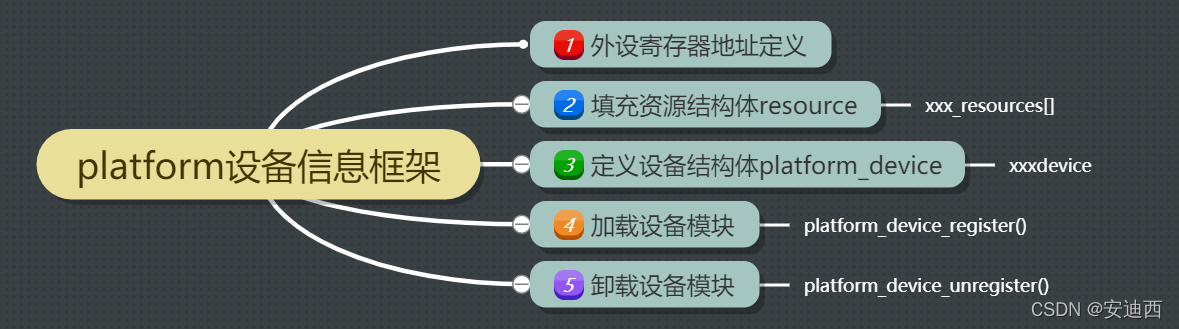 platform设备信息框架
1 外设寄存器地址定义
2 填充资源结构体resource
xxx_resources[]
3 定义设备结构体platform_device
xxxdevice
4 加载设备模块
platform_device_register()
5 卸载设备模块
platform_device_unregister()
CSDN @安迪西